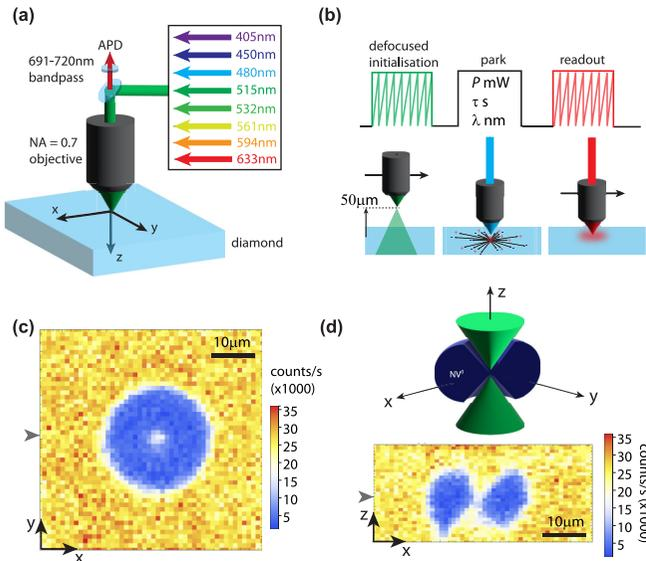 (a)
APD
691-720nm
bandpass
405nm
450nm
480nm
515nm
532nm
561nm
594nm
633nm
NA = 0.7
objective
x
y
z
diamond
(b)
defocused
initialisation
park
readout
P mW
τ s
λ nm
50μm
(c)
10μm
counts/s
(x1000)
35
30
25
20
15
10
5
y
x
(d)
z
x
y
35
30
25
20
15
10
5
counts/s (x1000)
z
x
10μm